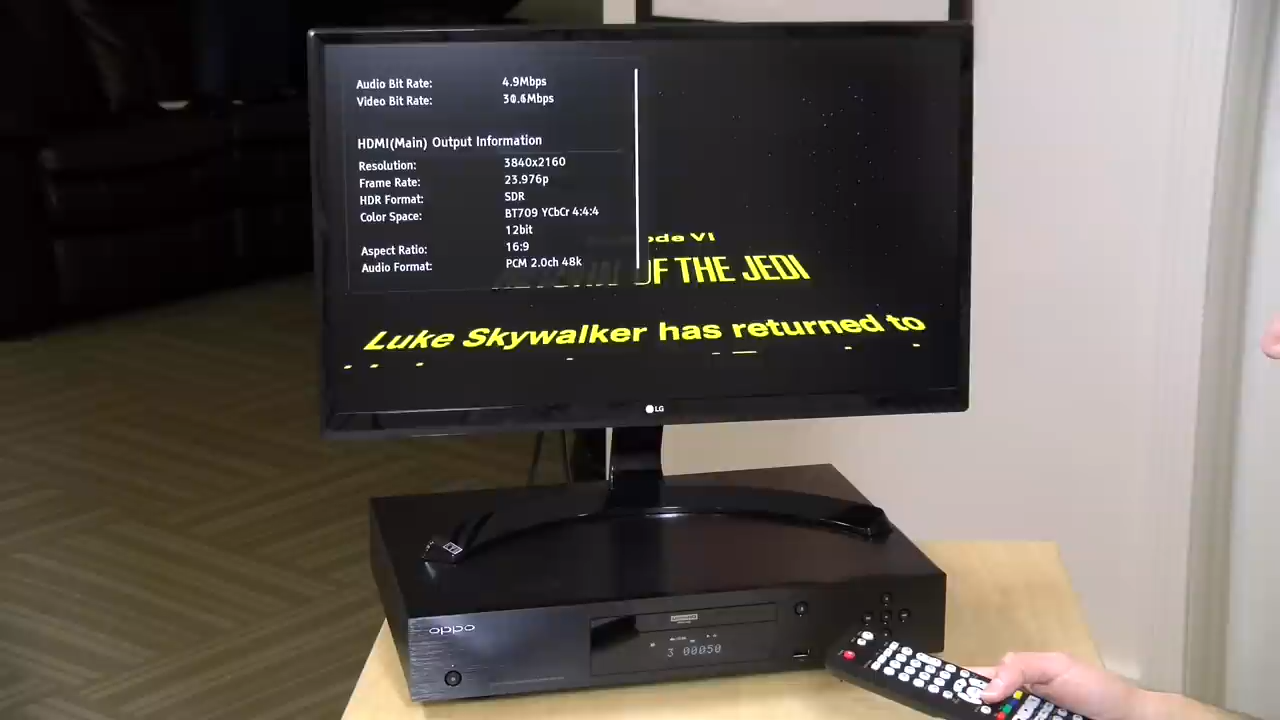 Audio Bit Rate: 4.9Mbps
Video Bit Rate: 30.6Mbps
HDMI(Main) Output Information
Resolution: 3840x2160
Frame Rate: 23.976p
HDR Format: SDR
Color Space: BT709 YCbCr 4:4:4
12bit
Aspect Ratio: 16:9
Audio Format: PCM 2.0ch 48k
VI
OF THE JEDI
Luke Skywalker has returned to
LG
oppo
3 00050